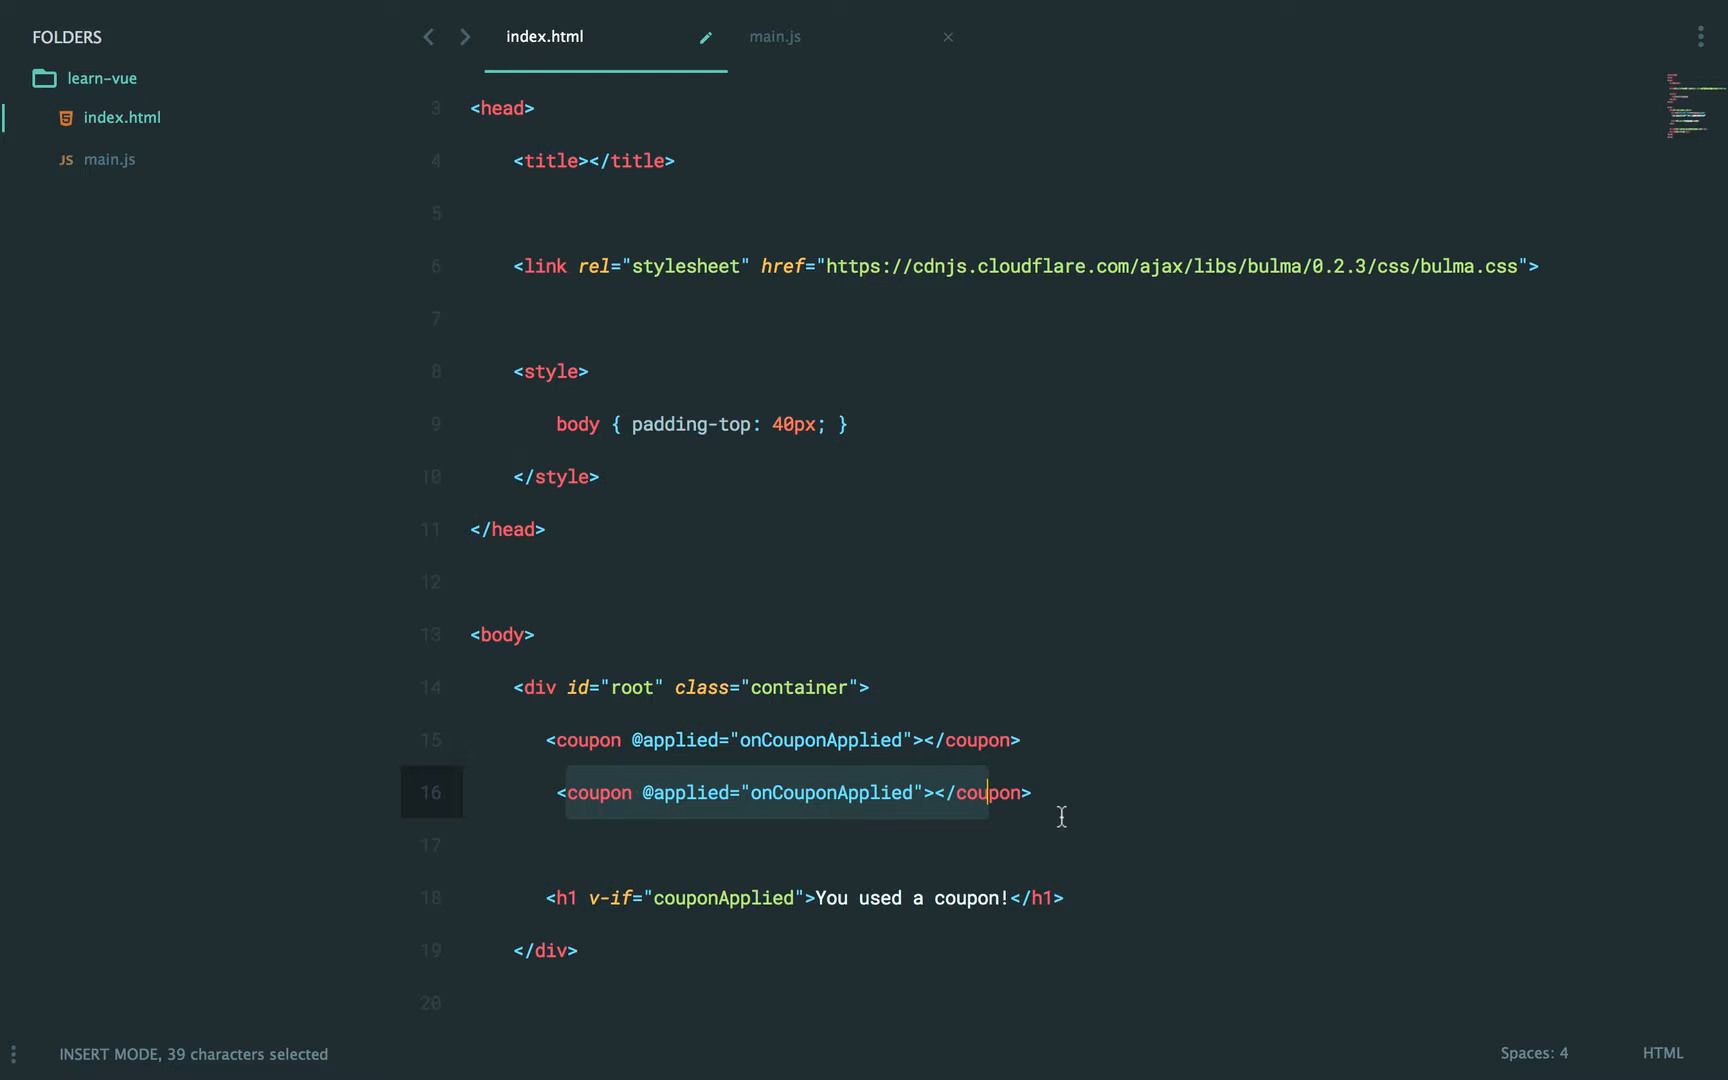 FOLDERS
learn-vue
index.html
JS main.js
index.html
main.js
3 <head>
4 <title></title>
5
6 <link rel="stylesheet" href="https://cdnjs.cloudflare.com/ajax/libs/bulma/0.2.3/css/bulma.css">
7
8 <style>
9 body { padding-top: 40px; }
10 </style>
11 </head>
12
13 <body>
14 <div id="root" class="container">
15 <coupon @applied="onCouponApplied"></coupon>
16 <coupon @applied="onCouponApplied"></coupon>
17
18 <h1 v-if="couponApplied">You used a coupon!</h1>
19 </div>
20
INSERT MODE, 39 characters selected
Spaces: 4
HTML